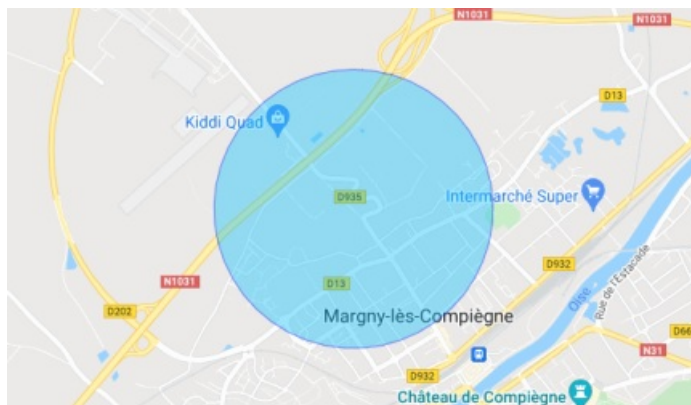 N1031
N1031
D13
Kiddi Quad
D935
Intermarché Super
D932
Rue de l'Estacade
Oise
N1031
D13
D202
Margny-lès-Compiègne
D66
N31
D932
Château de Compiègne